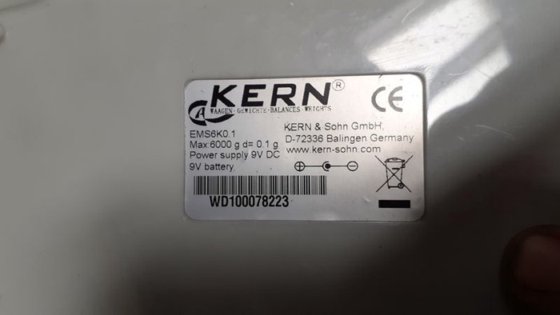 KERN®
WAAGEN·GEWICHTE·BALANCES·WEIGHTS
CE
EMS6K0.1
Max 6000 g d= 0.1 g
Power supply 9V DC
9V battery
KERN & Sohn GmbH,
D-72336 Balingen Germany
www.kern-sohn.com
WD100078223